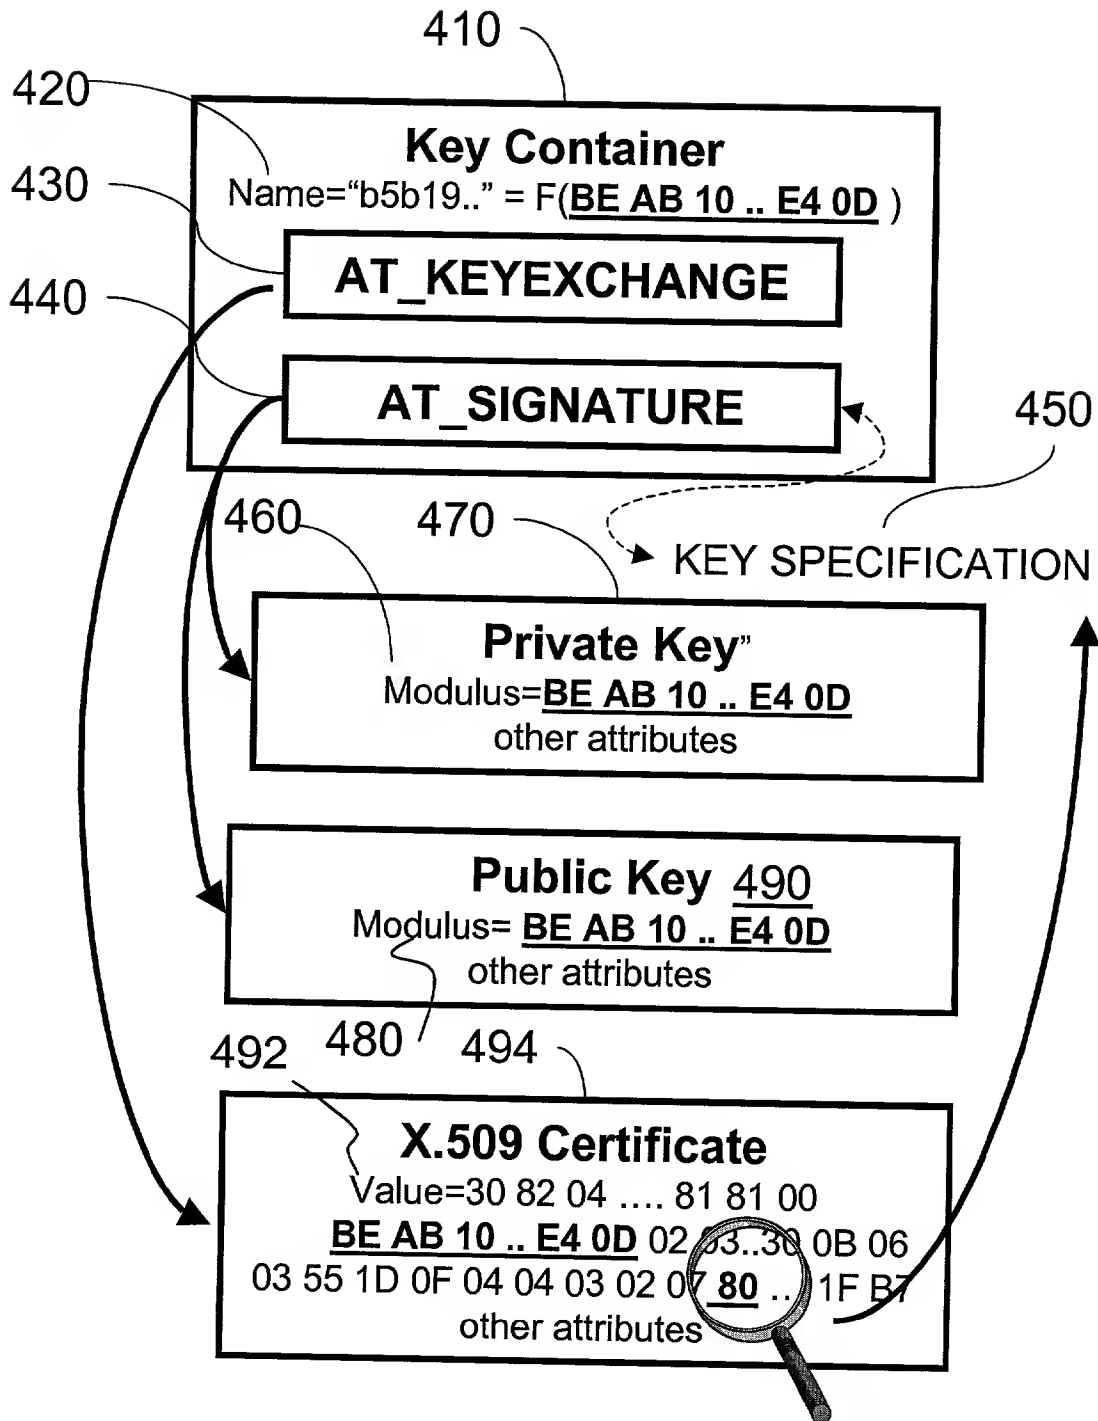 410
420
Key Container
430
Name="b5b19.." = F(BE AB 10 .. E4 0D )
AT_KEYEXCHANGE
440
AT_SIGNATURE
450
460
470
KEY SPECIFICATION
Private Key"
Modulus=BE AB 10 .. E4 0D
other attributes
Public Key 490
Modulus= BE AB 10 .. E4 0D
other attributes
480
492
494
X.509 Certificate
Value=30 82 04 .... 81 81 00
BE AB 10 .. E4 0D 02 03..30 0B 06
03 55 1D 0F 04 04 03 02 07 80 .. 1F B7
other attributes